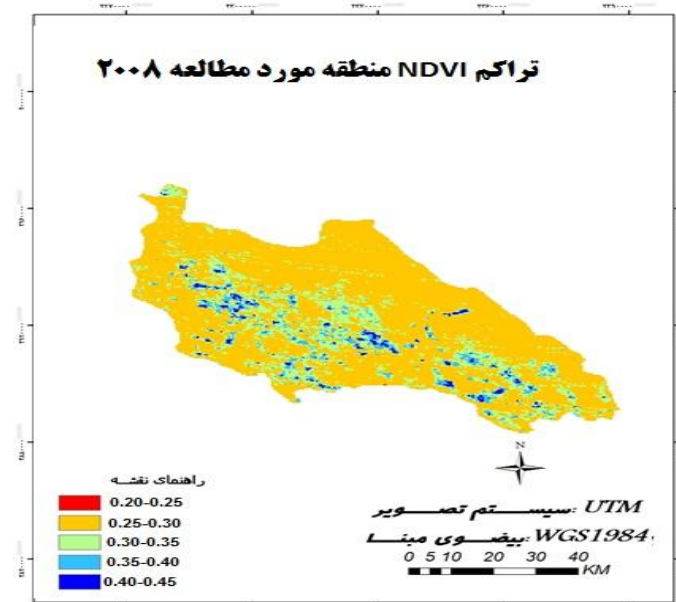 تراکم NDVI منطقه مورد مطالعه ۲۰۰۸
N
راهنمای نقشه
0.20-0.25
0.25-0.30
0.30-0.35
0.35-0.40
0.40-0.45
سیستم تصویر: UTM
بیضوی مبنا: WGS1984
0 5 10 20 30 40
KM